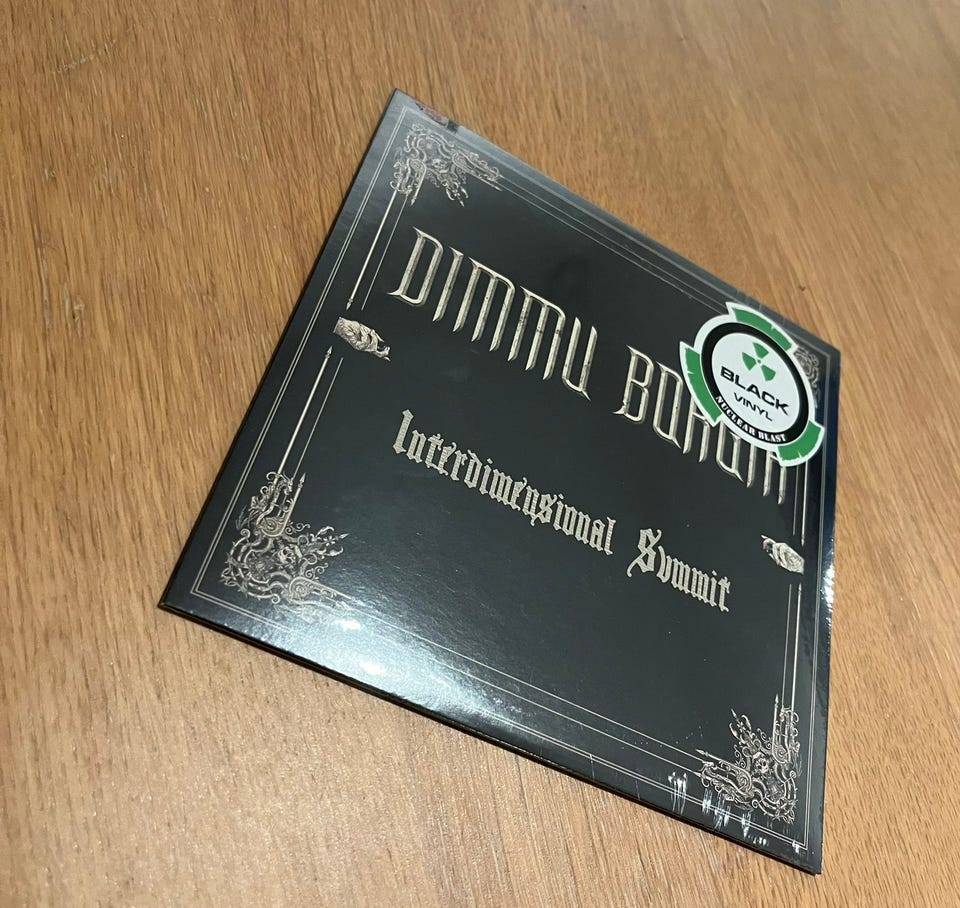 DIMMU BORGIR
BLACK
VINYL
NUCLEAR BLAST
Interdimensional Summit